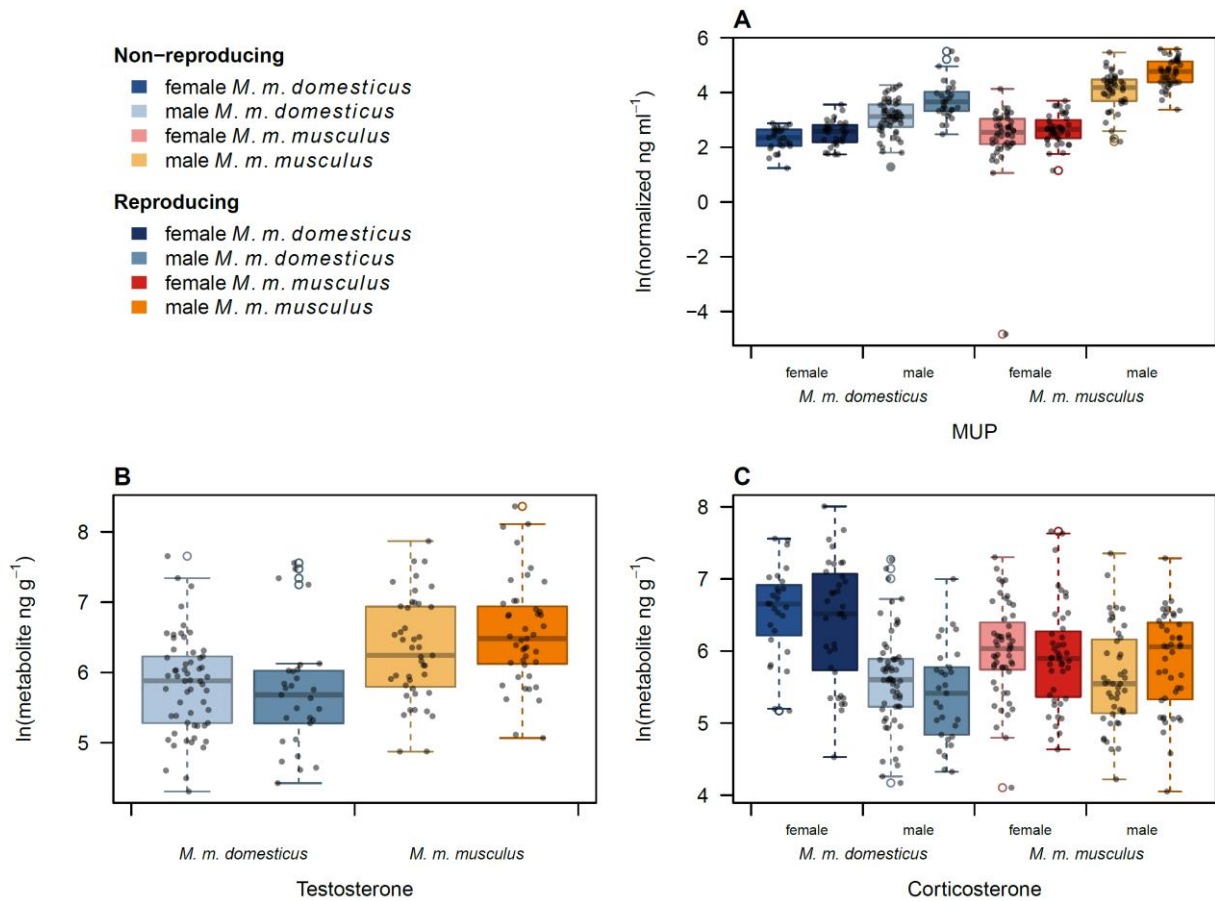 Non−reproducing
female M. m. domesticus
male M. m. domesticus
female M. m. musculus
male M. m. musculus
Reproducing
female M. m. domesticus
male M. m. domesticus
female M. m. musculus
male M. m. musculus
A
ln(normalized ng ml⁻¹)
6
4
2
0
−2
−4
female male female male
M. m. domesticus M. m. musculus
MUP
B
ln(metabolite ng g⁻¹)
8
7
6
5
M. m. domesticus M. m. musculus
Testosterone
C
ln(metabolite ng g⁻¹)
8
7
6
5
4
female male female male
M. m. domesticus M. m. musculus
Corticosterone